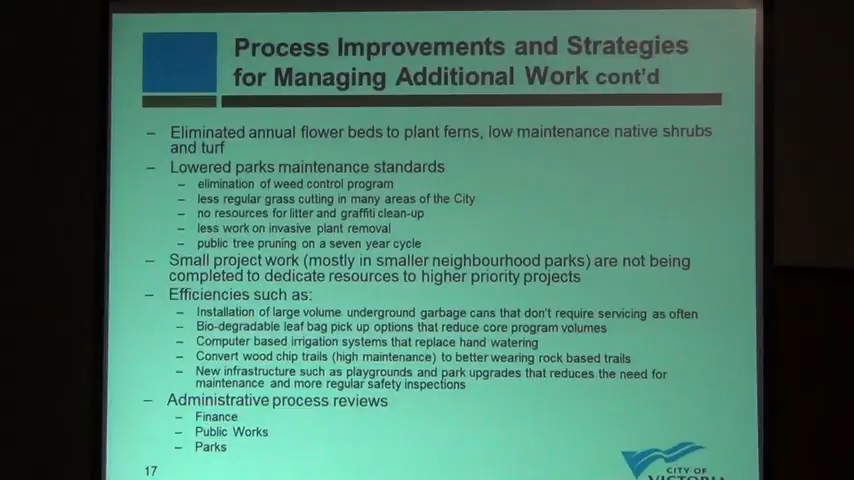 Process Improvements and Strategies
for Managing Additional Work cont'd
– Eliminated annual flower beds to plant ferns, low maintenance native shrubs
and turf
– Lowered parks maintenance standards
– elimination of weed control program
– less regular grass cutting in many areas of the City
– no resources for litter and graffiti clean-up
– less work on invasive plant removal
– public tree pruning on a seven year cycle
– Small project work (mostly in smaller neighbourhood parks) are not being
completed to dedicate resources to higher priority projects
– Efficiencies such as:
– Installation of large volume underground garbage cans that don't require servicing as often
– Bio-degradable leaf bag pick up options that reduce core program volumes
– Computer based irrigation systems that replace hand watering
– Convert wood chip trails (high maintenance) to better wearing rock based trails
– New infrastructure such as playgrounds and park upgrades that reduces the need for
maintenance and more regular safety inspections
– Administrative process reviews
– Finance
– Public Works
– Parks
17
CITY OF
VICTORIA